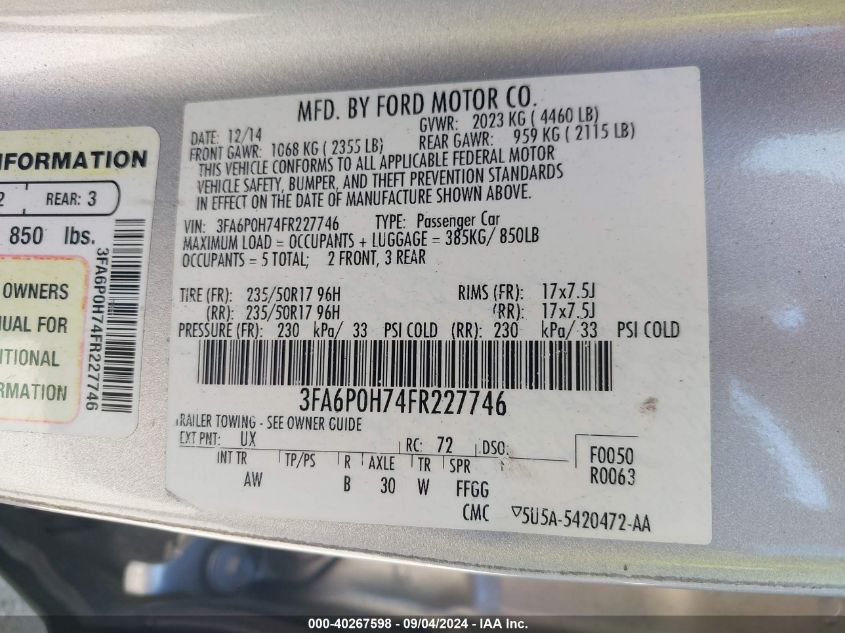 NFORMATION
2
REAR: 3
850 lbs.
OWNERS
NUAL FOR
DITIONAL
RMATION
3FA6P0H74FR227746
MFD. BY FORD MOTOR CO.
DATE: 12/14 GVWR: 2023 KG ( 4460 LB)
FRONT GAWR: 1068 KG ( 2355 LB) REAR GAWR: 959 KG ( 2115 LB)
THIS VEHICLE CONFORMS TO ALL APPLICABLE FEDERAL MOTOR
VEHICLE SAFETY, BUMPER, AND THEFT PREVENTION STANDARDS
IN EFFECT ON THE DATE OF MANUFACTURE SHOWN ABOVE.
VIN: 3FA6P0H74FR227746 TYPE: Passenger Car
MAXIMUM LOAD = OCCUPANTS + LUGGAGE = 385KG/ 850LB
OCCUPANTS = 5 TOTAL; 2 FRONT, 3 REAR
TIRE (FR): 235/50R17 96H RIMS (FR): 17x7.5J
(RR): 235/50R17 96H (RR): 17x7.5J
PRESSURE (FR): 230 kPa/ 33 PSI COLD (RR): 230 kPa/ 33 PSI COLD
3FA6P0H74FR227746
TRAILER TOWING - SEE OWNER GUIDE
EXT PNT: UX RC: 72 DSO: F0050
R0063
INT TR TP/PS R AXLE TR SPR
AW B 30 W FFGG
CMC ▽5U5A-5420472-AA
000-40267598 - 09/04/2024 - IAA Inc.